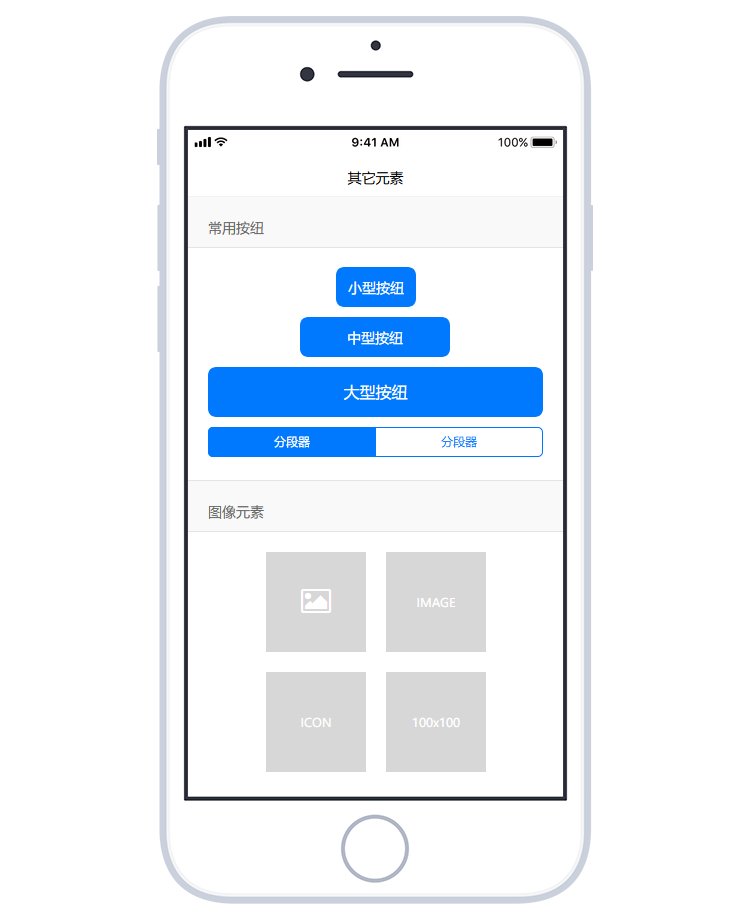 9:41 AM
100%
其它元素
常用按纽
小型按纽
中型按纽
大型按纽
分段器
分段器
图像元素
IMAGE
ICON
100x100